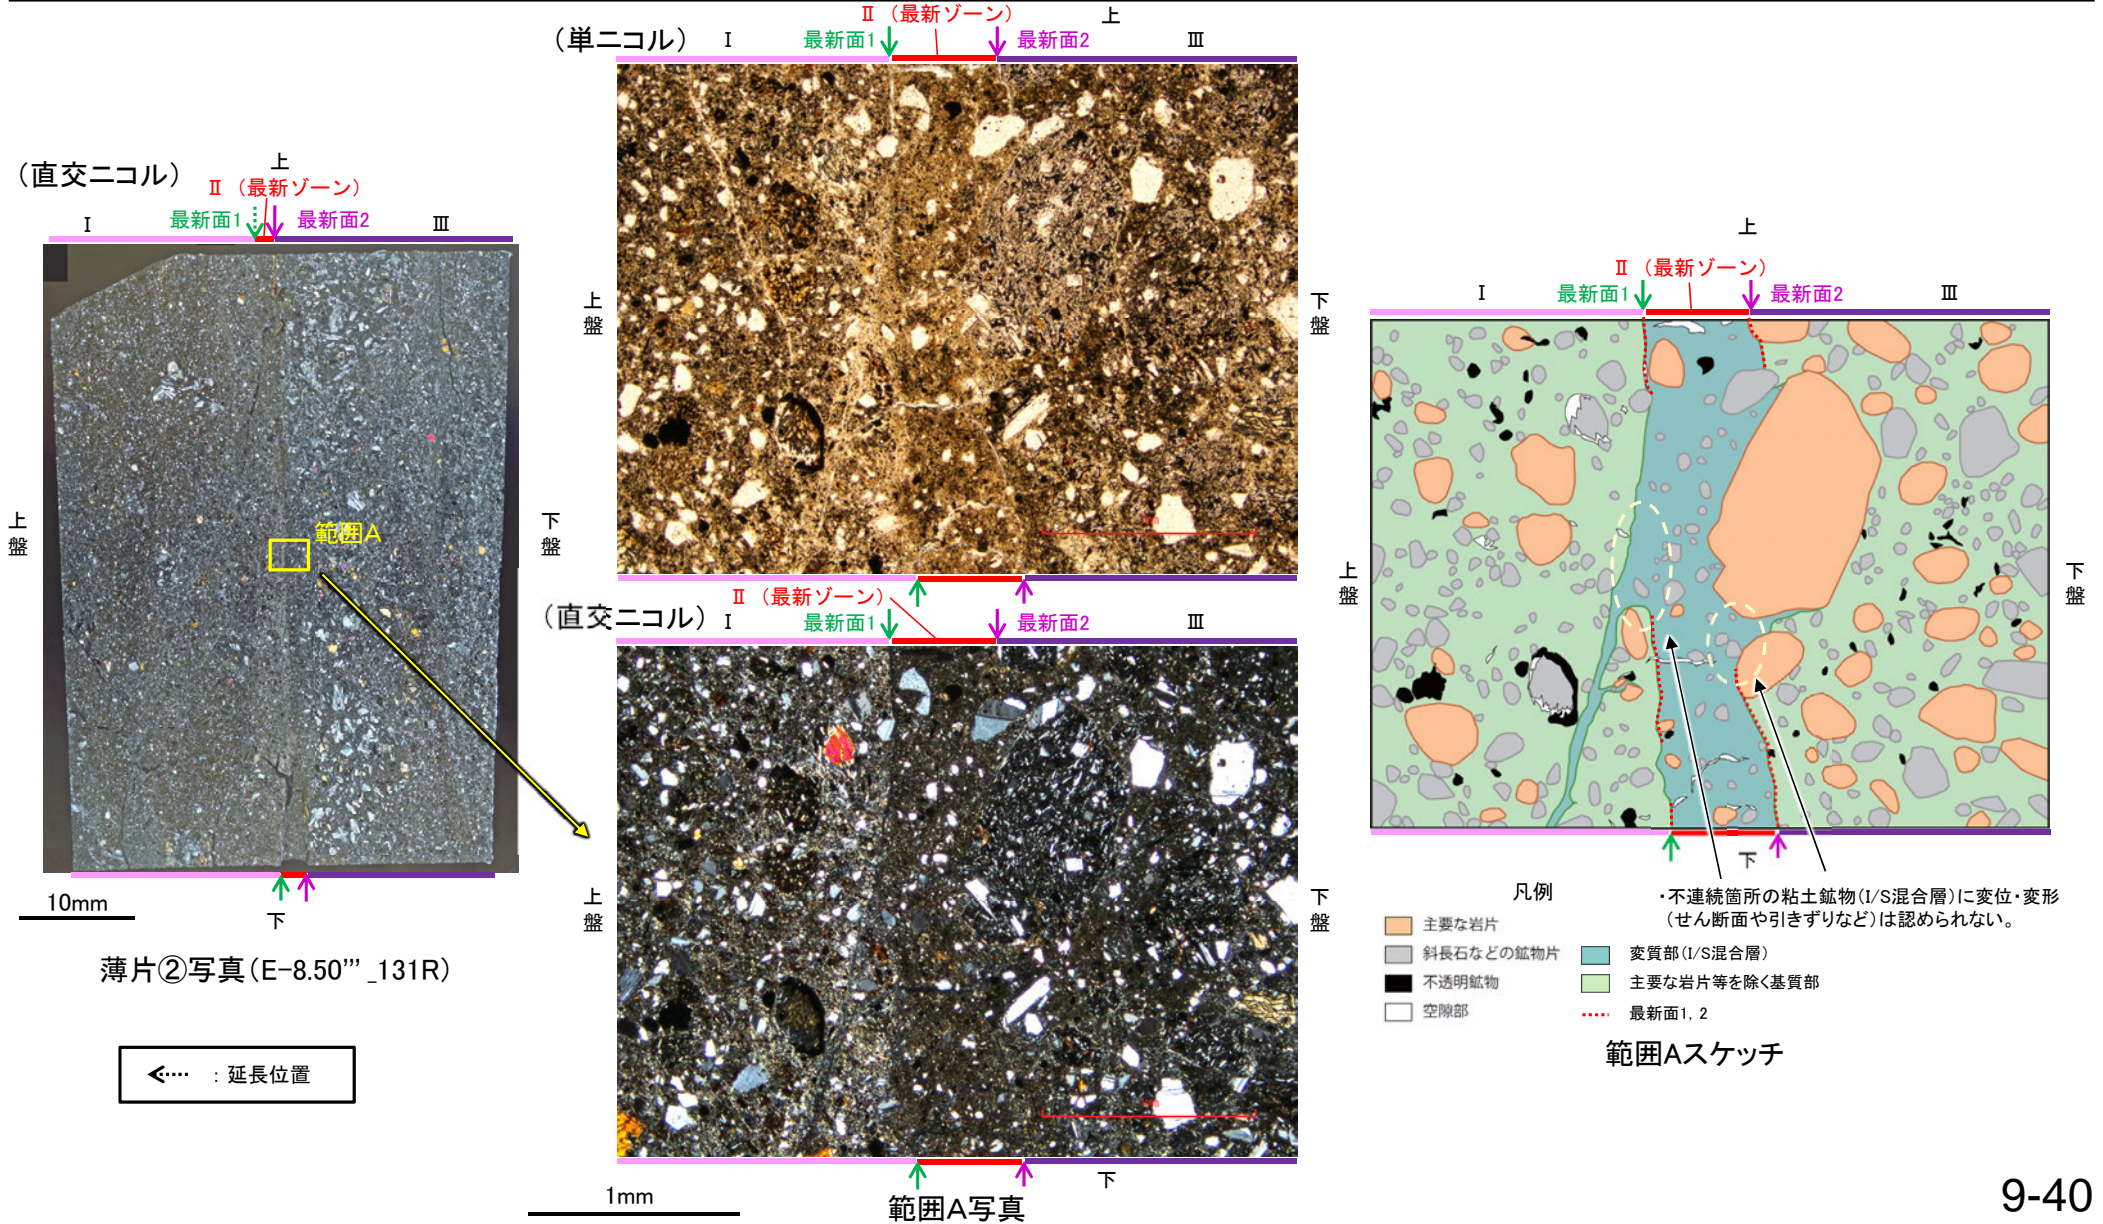 (直交ニコル)
上
Ⅱ (最新ゾーン)
Ⅰ
最新面1
最新面2
Ⅲ
上盤
下盤
範囲A
10mm
下
薄片②写真(E-8.50’’’_131R)
:延長位置
(単ニコル)
Ⅰ
Ⅱ (最新ゾーン)
最新面1
最新面2
上
Ⅲ
上盤
下盤
1mm
(直交ニコル)
Ⅰ
Ⅱ (最新ゾーン)
最新面1
最新面2
Ⅲ
上盤
下盤
下
1mm
範囲A写真
上
Ⅱ (最新ゾーン)
Ⅰ
最新面1
最新面2
Ⅲ
上盤
下盤
下
・不連続箇所の粘土鉱物(I/S混合層)に変位・変形
(せん断面や引きずりなど)は認められない。
凡例
主要な岩片
斜長石などの鉱物片
不透明鉱物
空隙部
変質部(I/S混合層)
主要な岩片等を除く基質部
最新面1, 2
範囲Aスケッチ
9-40